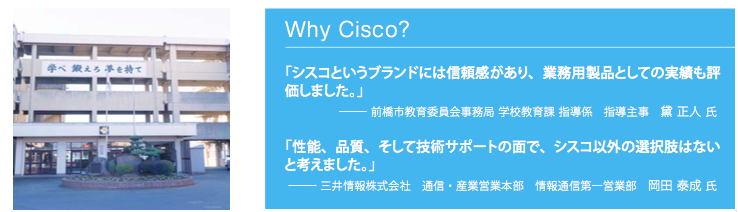 学べ 鍛えろ 夢を持て
Why Cisco?
「シスコというブランドには信頼感があり、業務用製品としての実績も評
価しました。」
—— 前橋市教育委員会事務局 学校教育課 指導係　指導主事　黛 正人 氏
「性能、品質、そして技術サポートの面で、シスコ以外の選択肢はない
と考えました。」
—— 三井情報株式会社　通信・産業営業本部　情報通信第一営業部　岡田 泰成 氏